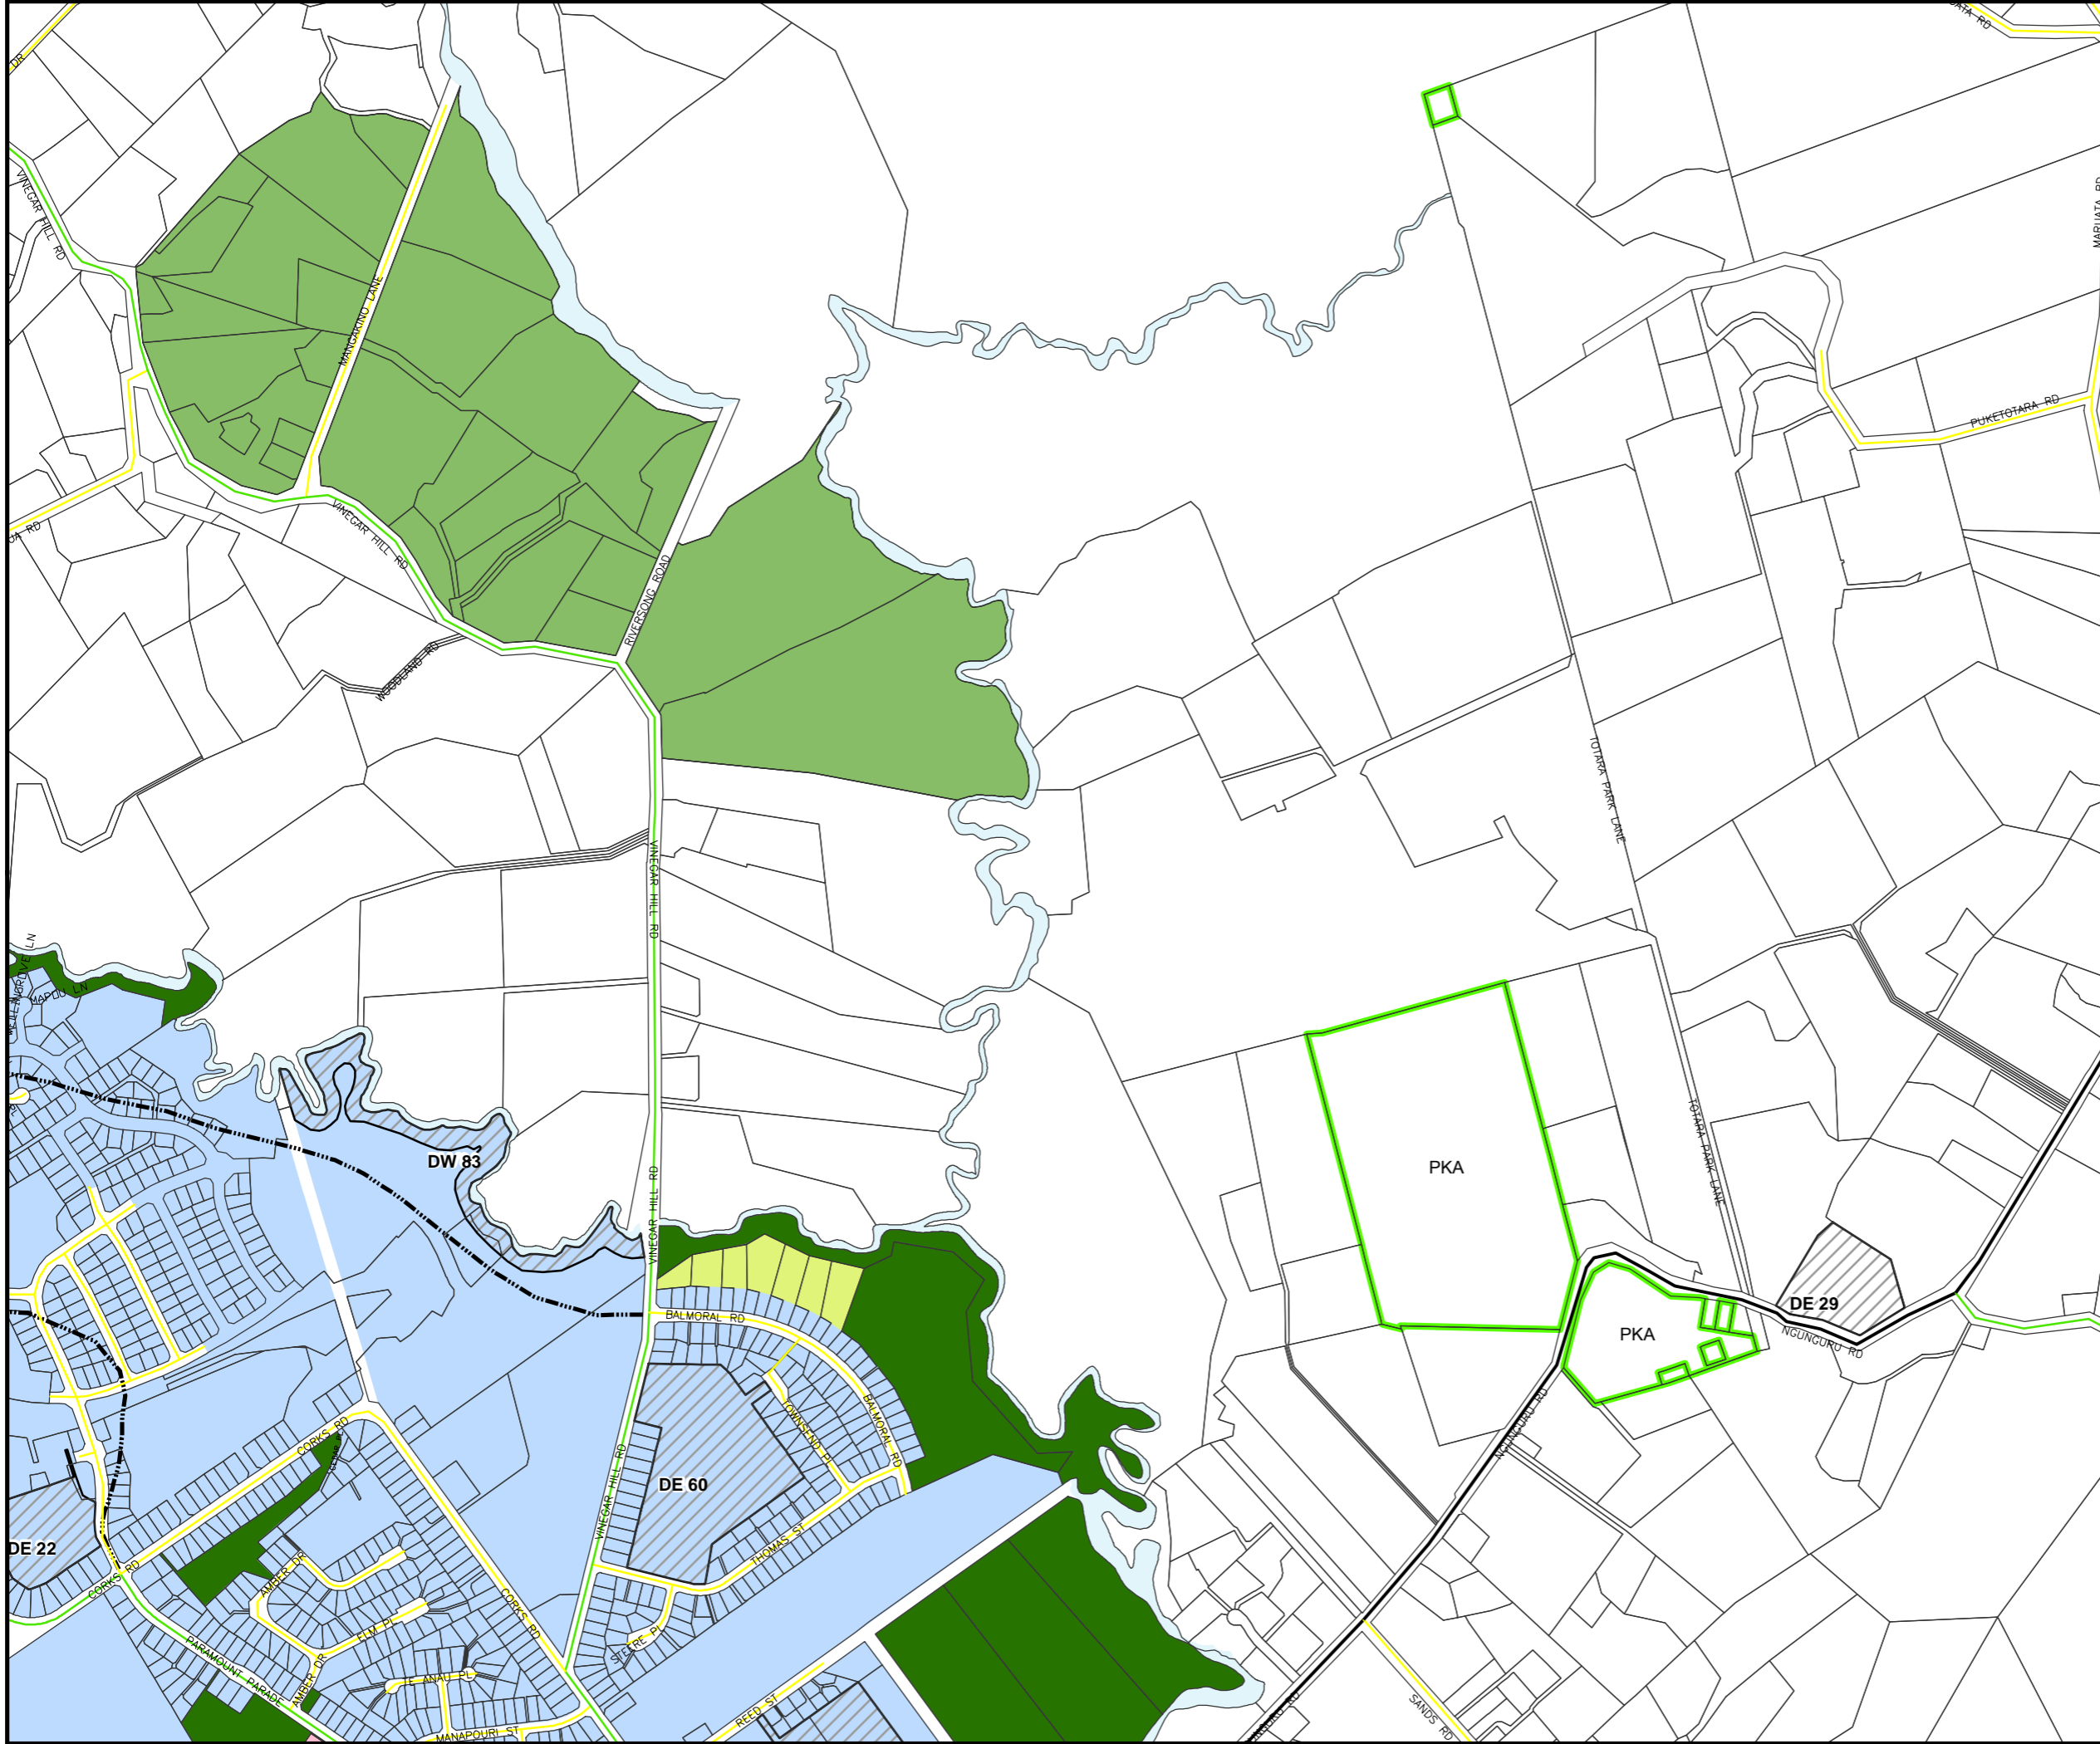 DR
VINEGAR HILL RD
MANGAKINO LANE
MARUATA RD
PUKETOTARA RD
VINEGAR HILL RD
RIVERSONG ROAD
WOODLAND RD
TOTARA PARK LANE
VINEGAR HILL RD
MAPOU LN
TOTARA PARK LANE
DW 83
PKA
VINEGAR HILL RD
DE 29
BALMORAL RD
PKA
NGUNGURU RD
TOWNSEND PL
BALMORAL RD
NGUNGURU RD
CORKS RD
DE 60
VINEGAR HILL RD
THOMAS ST
DE 22
CORKS RD
AMBER DR
CORKS RD
ELM PL
STEERE PL
PARAMOUNT PARADE
AMBER DR
TE ANAU PL
REED ST
SANDS RD
MANAPOURI ST